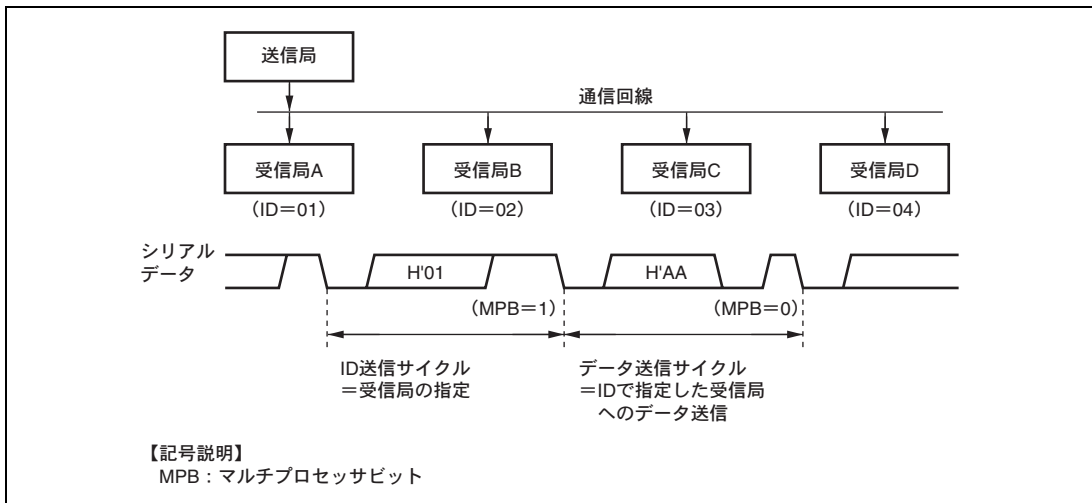 送信局
通信回線
受信局A 受信局B 受信局C 受信局D
（ID＝01） （ID＝02） （ID＝03） （ID＝04）
シリアル
データ
H'01 H'AA
（MPB＝1） （MPB＝0）
ID送信サイクル
＝受信局の指定
データ送信サイクル
＝IDで指定した受信局
へのデータ送信
【記号説明】
MPB：マルチプロセッサビット